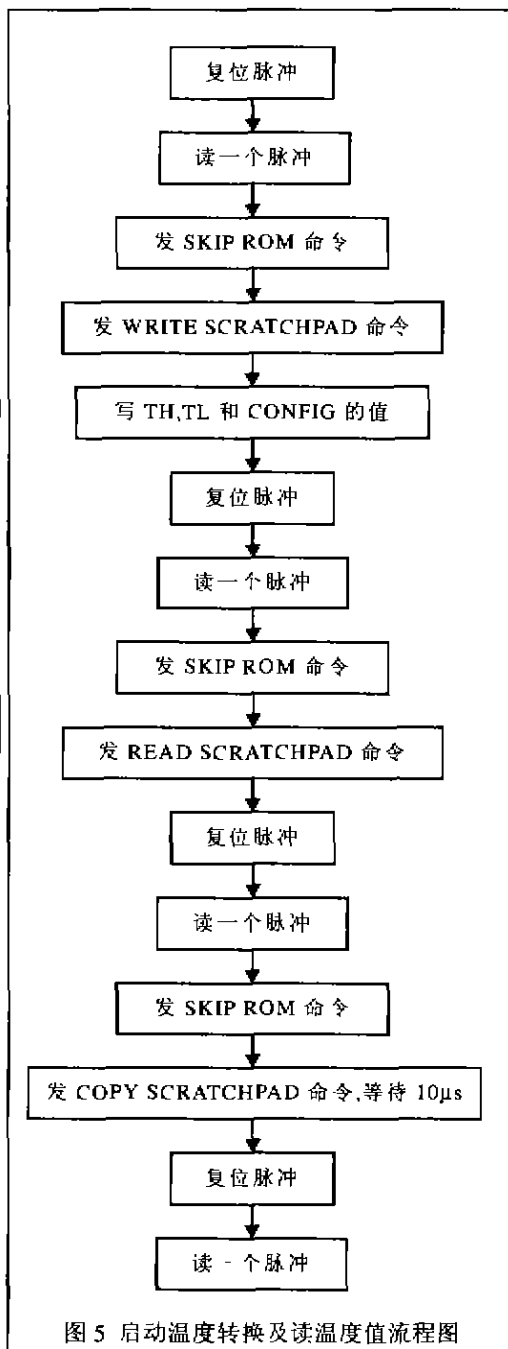 复位脉冲
读一个脉冲
发 SKIP ROM 命令
发 WRITE SCRATCHPAD 命令
写 TH,TL 和 CONFIG 的值
复位脉冲
读一个脉冲
发 SKIP ROM 命令
发 READ SCRATCHPAD 命令
复位脉冲
读一个脉冲
发 SKIP ROM 命令
发 COPY SCRATCHPAD 命令,等待 10μs
复位脉冲
读一个脉冲
图 5 启动温度转换及读温度值流程图